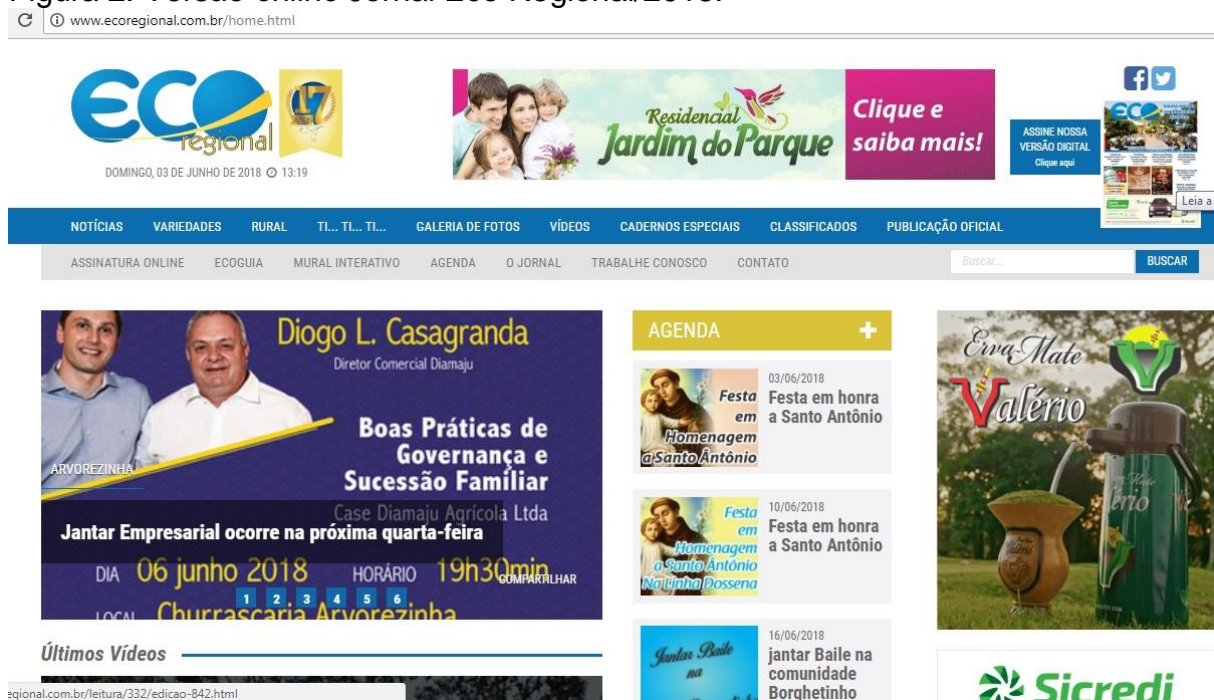 Figura 2: Versão online Jornal Eco Regional/2018.
www.ecoregional.com.br/home.html
ECO
regional
17
DOMINGO, 03 DE JUNHO DE 2018 13:19
Residencial
Jardim do Parque
Clique e
saiba mais!
ASSINE NOSSA
VERSÃO DIGITAL
Clique aqui
ECO
Leia a
NOTÍCIAS VARIEDADES RURAL TI... TI... TI... GALERIA DE FOTOS VÍDEOS CADERNOS ESPECIAIS CLASSIFICADOS PUBLICAÇÃO OFICIAL
ASSINATURA ONLINE ECOGUIA MURAL INTERATIVO AGENDA O JORNAL TRABALHE CONOSCO CONTATO Buscar... BUSCAR
Diogo L. Casagranda
Diretor Comercial Diamaju
Boas Práticas de
Governança e
Sucessão Familiar
Case Diamaju Agrícola Ltda
ARVOREZINHA
Jantar Empresarial ocorre na próxima quarta-feira
DIA 06 junho 2018 HORÁRIO 19h30min
COMPARTILHAR
1 2 3 4 5 6
LOCAL Churrascaria Arvorezinha
Últimos Vídeos
egional.com.br/leitura/332/edicao-842.html
AGENDA
Festa
em
Homenagem
a Santo Antônio
03/06/2018
Festa em honra
a Santo Antônio
Festa
em
Homenagem
a Santo Antônio
Na Linha Dossena
10/06/2018
Festa em honra
a Santo Antônio
Jantar Baile
na
16/06/2018
jantar Baile na
comunidade
Borghetinho
Erva-Mate
Valério
Sicredi